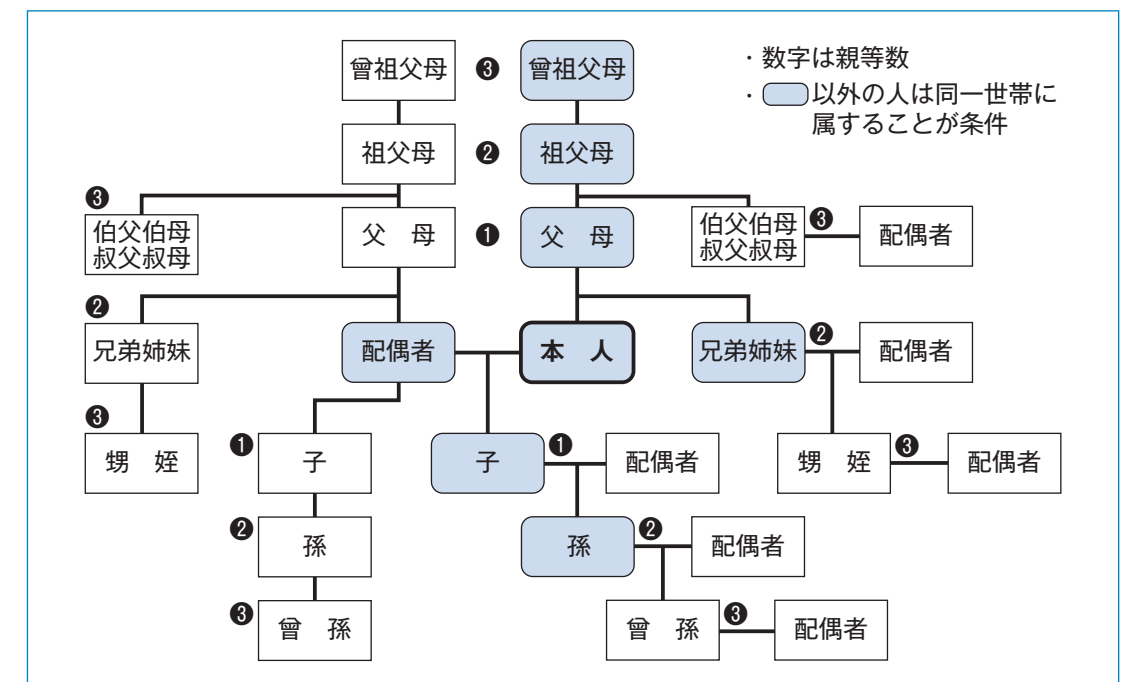 曾祖父母
❸
曾祖父母
・数字は親等数
・ 以外の人は同一世帯に
属することが条件
祖父母
❷
祖父母
❸
伯父伯母
叔父叔母
父　母
❶
父　母
伯父伯母
叔父叔母
❸
配偶者
❷
兄弟姉妹
配偶者
本　人
兄弟姉妹
❷
配偶者
❸
甥　姪
❶
子
子
❶
配偶者
甥　姪
❸
配偶者
❷
孫
孫
❷
配偶者
❸
曾　孫
曾　孫
❸
配偶者